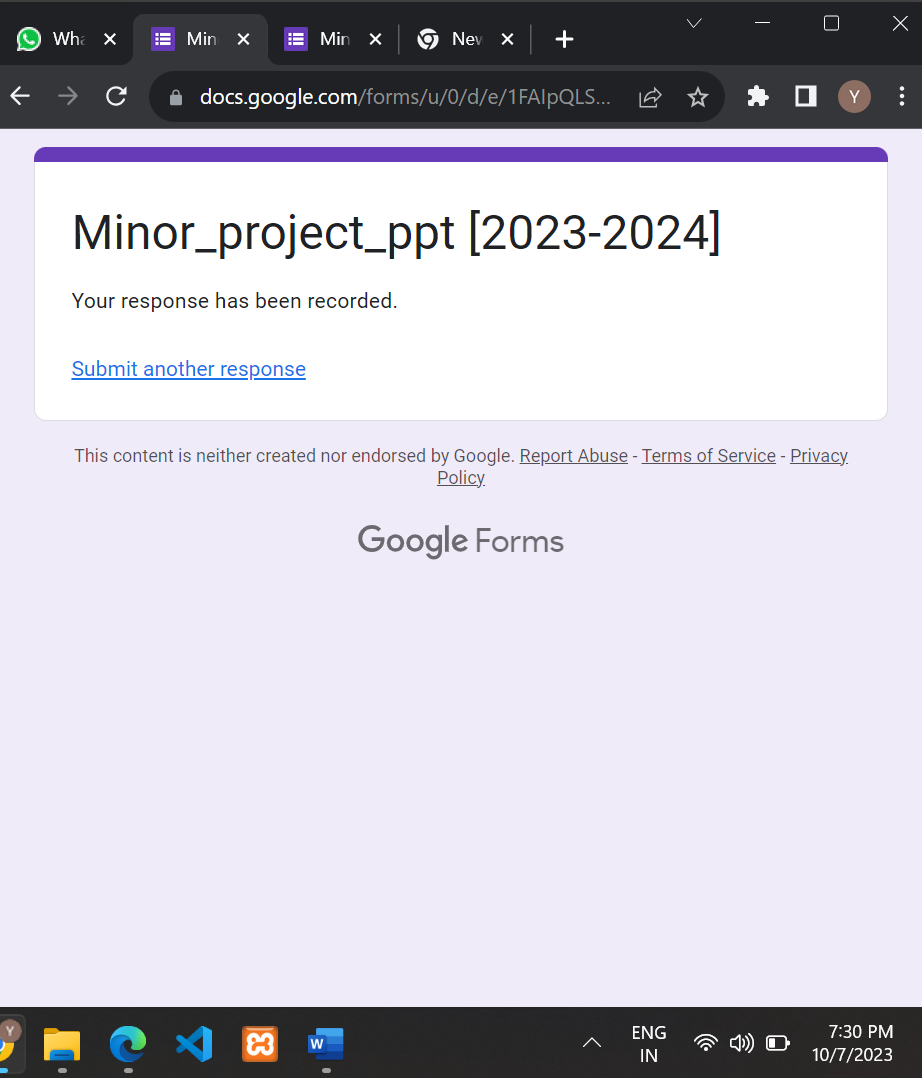 Wha
Min
Min
New
docs.google.com/forms/u/0/d/e/1FAIpQLS...
Y
Minor_project_ppt [2023-2024]
Your response has been recorded.
Submit another response
This content is neither created nor endorsed by Google. Report Abuse - Terms of Service - Privacy
Policy
Google Forms
Y
W
ENG
IN
7:30 PM
10/7/2023